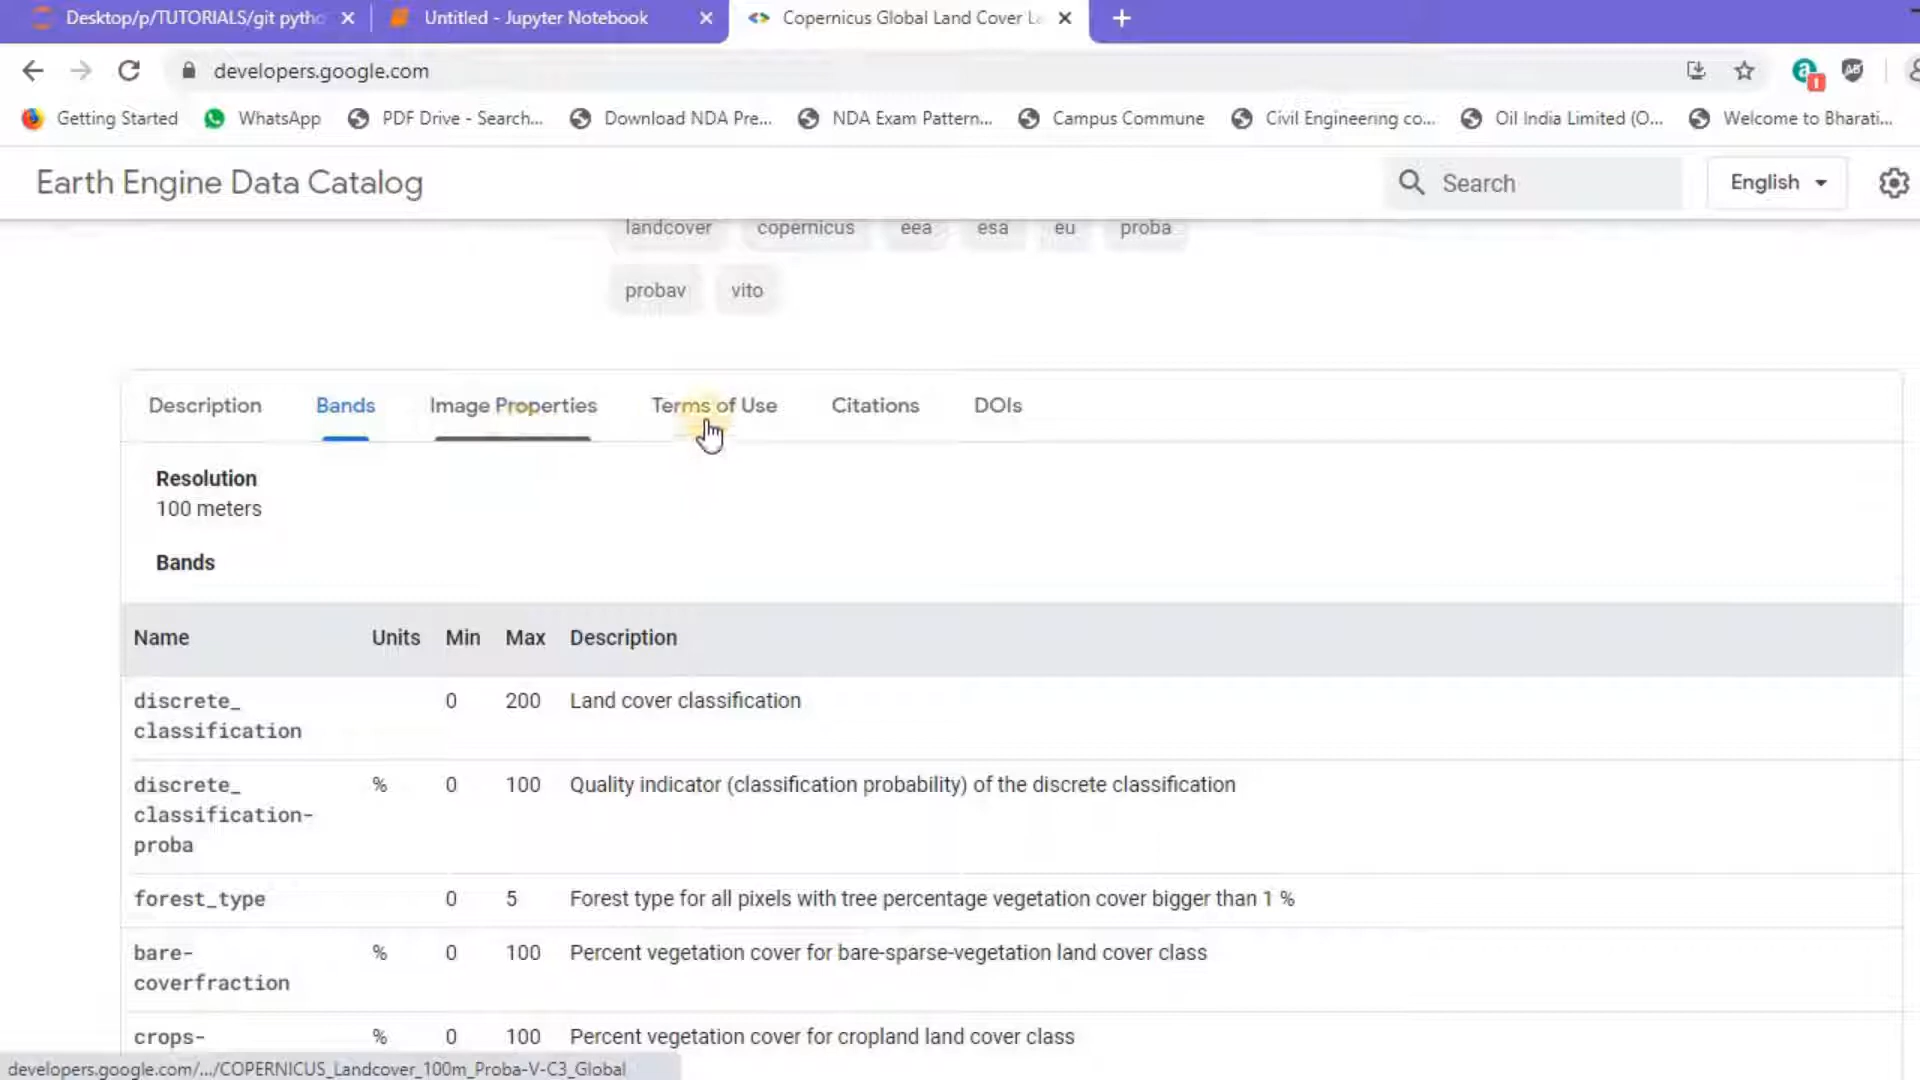 Desktop/p/TUTORIALS/git pytho
Untitled - Jupyter Notebook
Copernicus Global Land Cover La
developers.google.com
Getting Started
WhatsApp
PDF Drive - Search...
Download NDA Pre...
NDA Exam Pattern...
Campus Commune
Civil Engineering co...
Oil India Limited (O...
Welcome to Bharati...
Earth Engine Data Catalog
Search
English
landcover copernicus eea esa eu proba
probav vito
Description Bands Image Properties Terms of Use Citations DOIs
Resolution
100 meters
Bands
Name Units Min Max Description
discrete_ 0 200 Land cover classification
classification
discrete_ % 0 100 Quality indicator (classification probability) of the discrete classification
classification-
proba
forest_type 0 5 Forest type for all pixels with tree percentage vegetation cover bigger than 1 %
bare- % 0 100 Percent vegetation cover for bare-sparse-vegetation land cover class
coverfraction
crops- % 0 100 Percent vegetation cover for cropland land cover class
developers.google.com/.../COPERNICUS_Landcover_100m_Proba-V-C3_Global